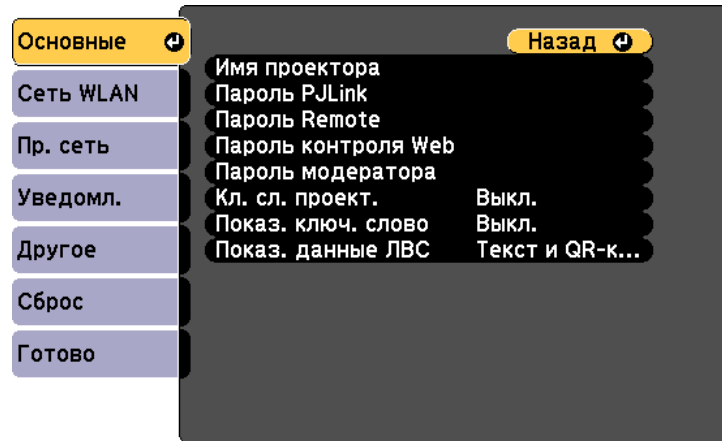 Основные
Назад
Имя проектора
Сеть WLAN
Пароль PJLink
Пароль Remote
Пр. сеть
Пароль контроля Web
Пароль модератора
Уведомл.
Кл. сл. проект. Выкл.
Показ. ключ. слово Выкл.
Другое
Показ. данные ЛВС Текст и QR-к...
Сброс
Готово